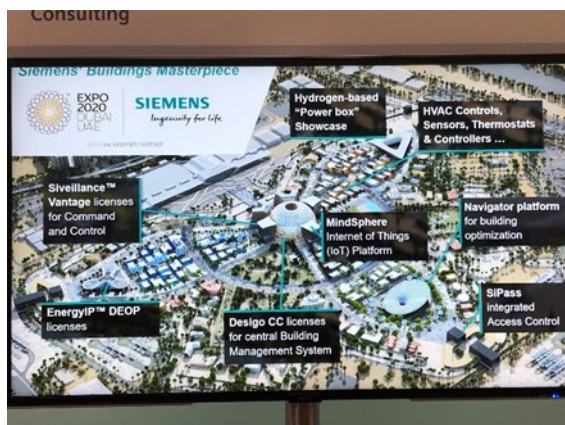 Consulting
Siemens' Buildings Masterpiece
EXPO
2020
DUBAI
UAE
SIEMENS
Ingenuity for life
Hydrogen-based
"Power box"
Showcase
HVAC Controls,
Sensors, Thermostats
& Controllers ...
Siveillance™
Vantage licenses
for Command
and Control
MindSphere
Internet of Things
(IoT) Platform
Navigator platform
for building
optimization
EnergyIP™ DEOP
licenses
Desigo CC licenses
for central Building
Management System
SiPass
integrated
Access Control